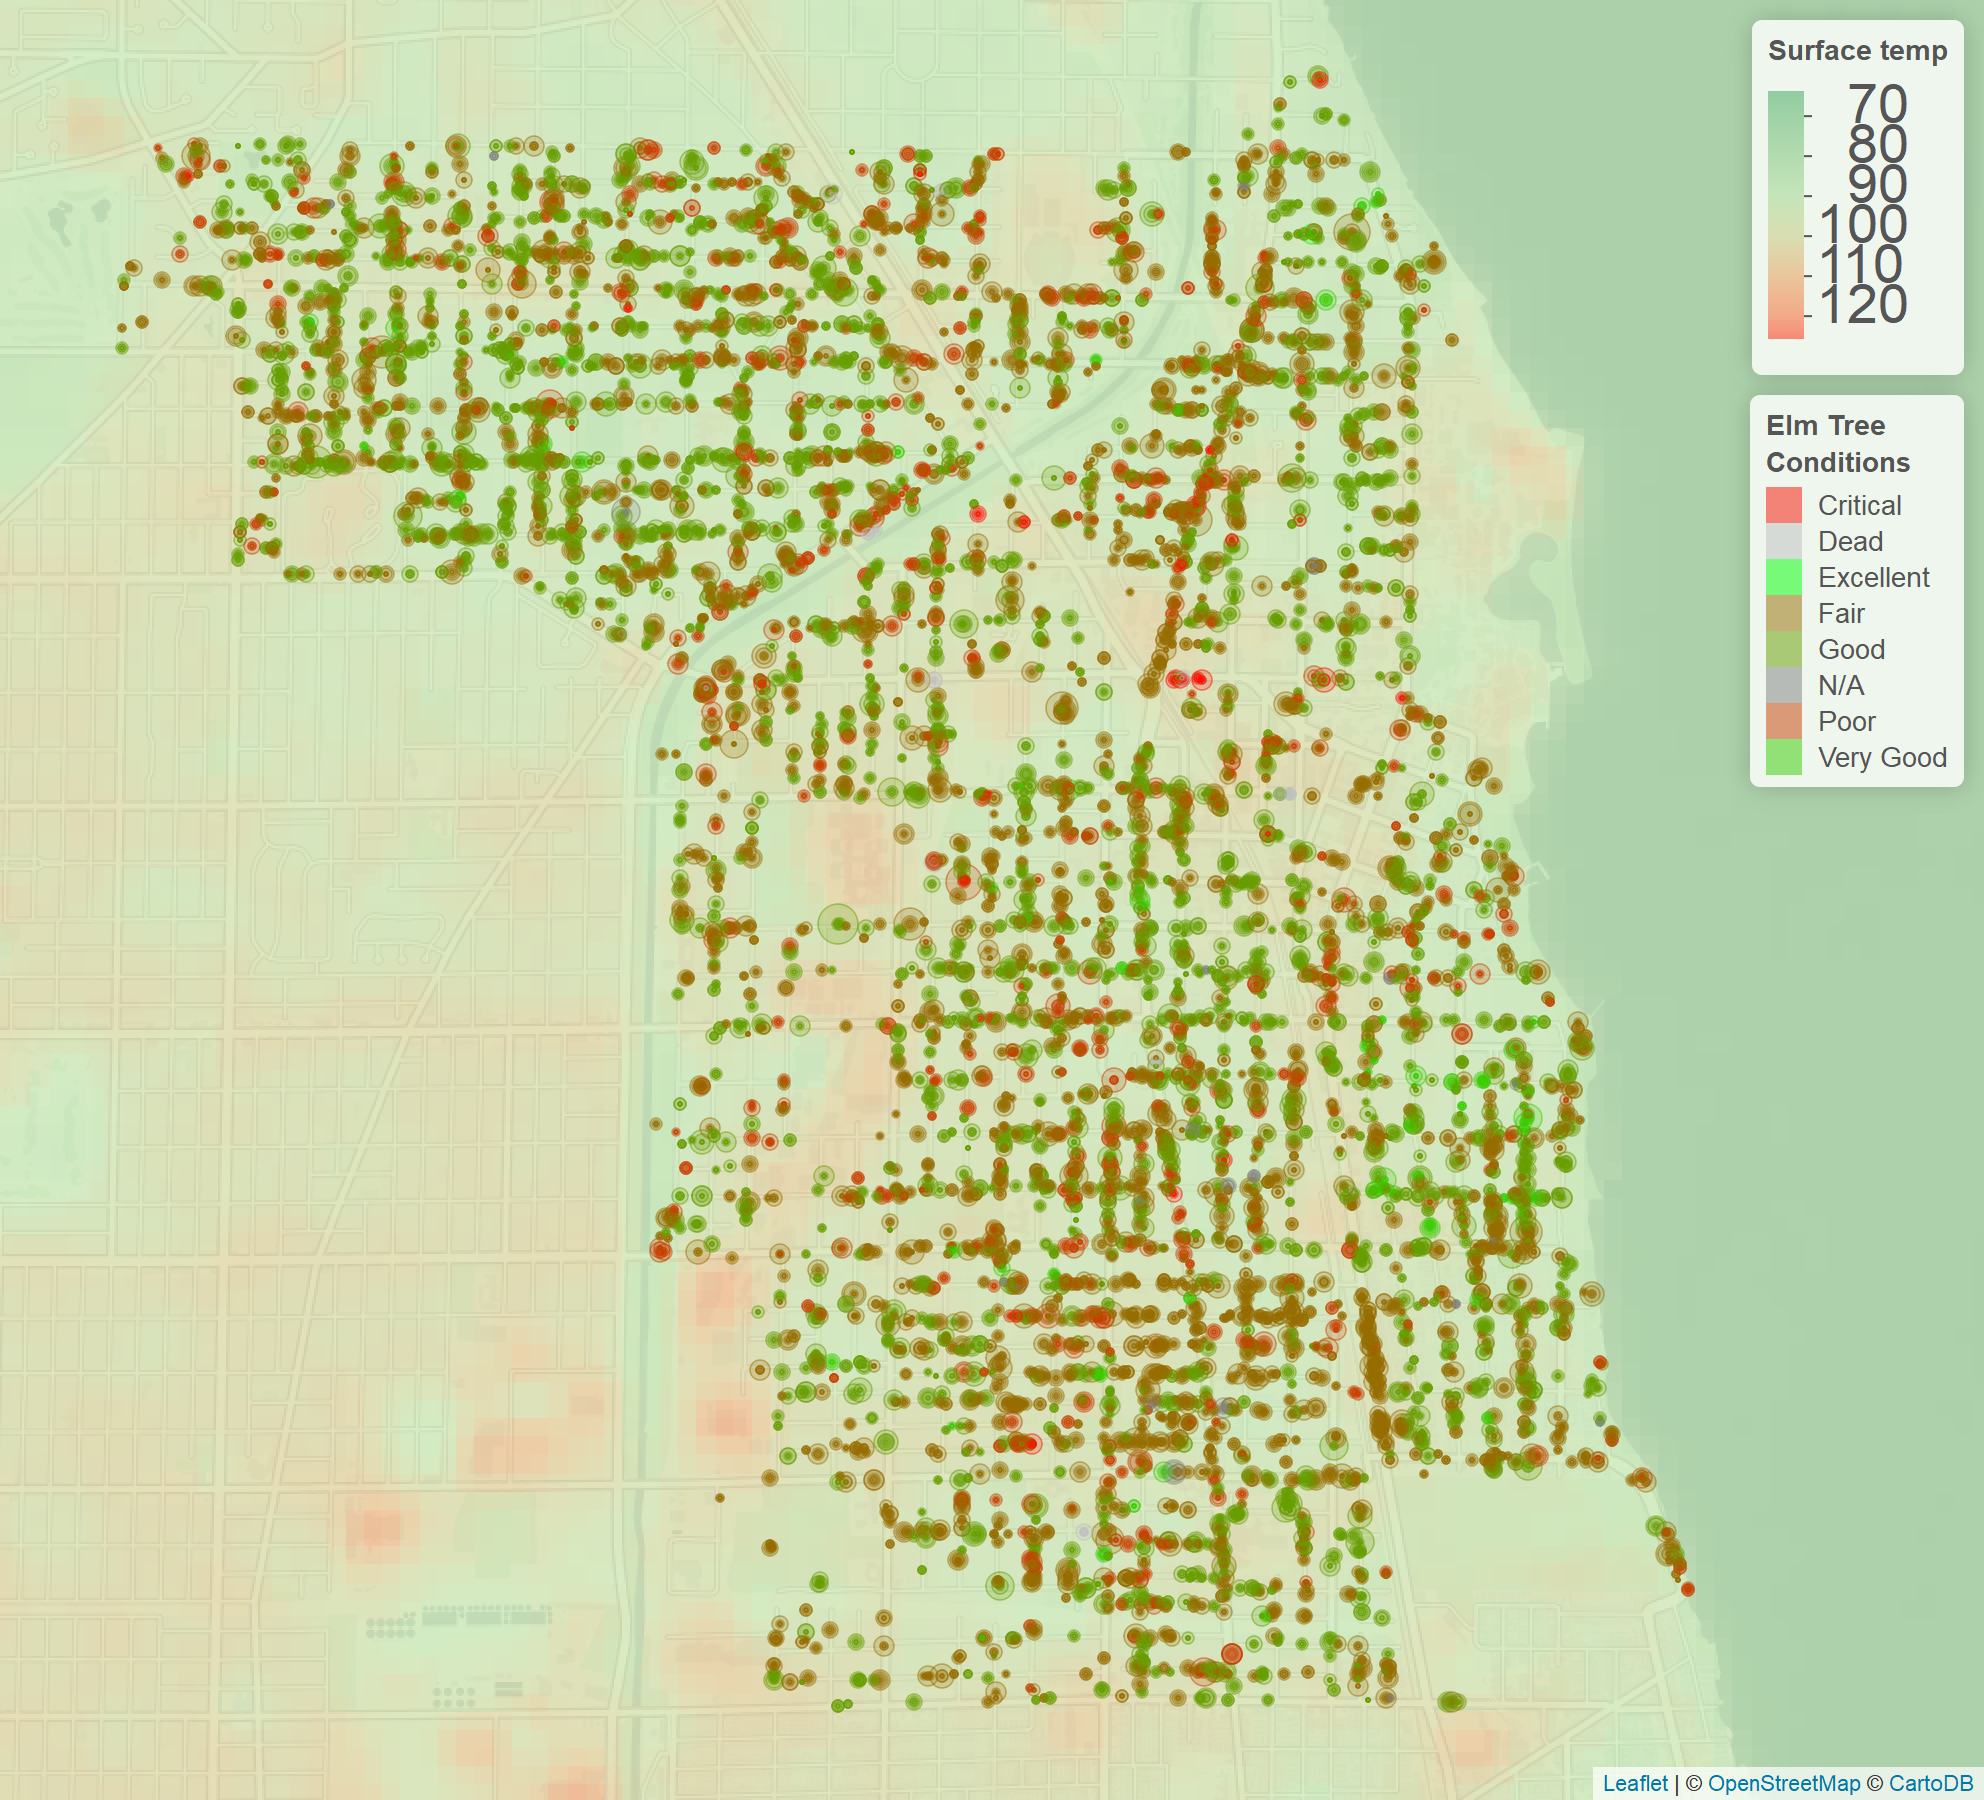 Surface temp
70
80
90
100
110
120
Elm Tree
Conditions
Critical
Dead
Excellent
Fair
Good
N/A
Poor
Very Good
Leaflet | © OpenStreetMap © CartoDB